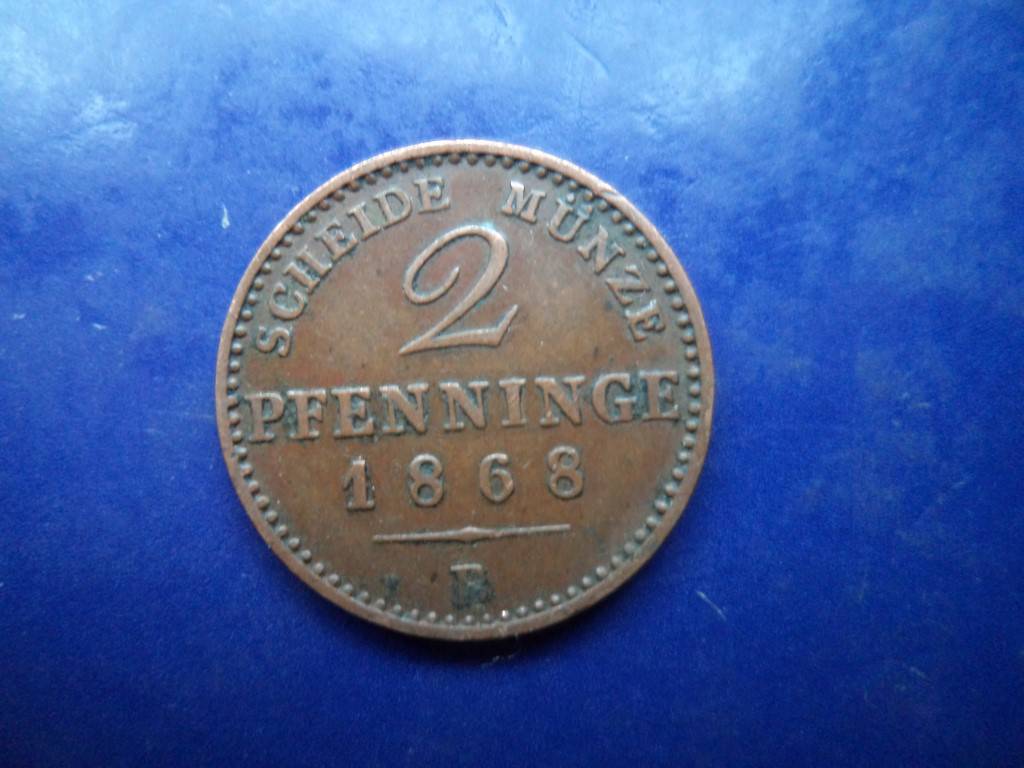 SCHEIDE MÜNZE
2
PFENNINGE
1868
B